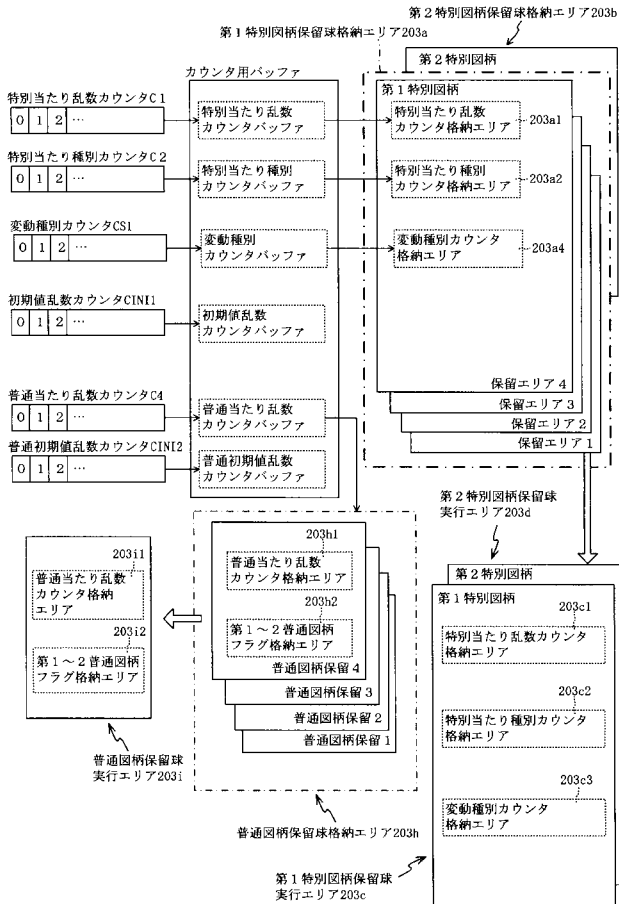 第2特別図柄保留球格納エリア203b
第1特別図柄保留球格納エリア203a
第2特別図柄
カウンタ用バッファ
第1特別図柄
特別当たり乱数カウンタC1
0 1 2 …
特別当たり乱数
カウンタバッファ
特別当たり乱数
カウンタ格納エリア
203a1
特別当たり種別カウンタC2
0 1 2 …
特別当たり種別
カウンタバッファ
特別当たり種別
カウンタ格納エリア
203a2
変動種別カウンタCS1
0 1 2 …
変動種別
カウンタバッファ
変動種別カウンタ
格納エリア
203a4
初期値乱数カウンタCINI1
0 1 2 …
初期値乱数
カウンタバッファ
保留エリア4
保留エリア3
保留エリア2
保留エリア1
普通当たり乱数カウンタC4
0 1 2 …
普通当たり乱数
カウンタバッファ
普通初期値乱数カウンタCINI2
0 1 2 …
普通初期値乱数
カウンタバッファ
第2特別図柄保留球
実行エリア203d
203i1
普通当たり乱数
カウンタ格納
エリア
203i2
第1～2普通図柄
フラグ格納エリア
普通図柄保留球
実行エリア203i
203h1
普通当たり乱数
カウンタ格納エリア
203h2
第1～2普通図柄
フラグ格納エリア
普通図柄保留4
普通図柄保留3
普通図柄保留2
普通図柄保留1
普通図柄保留球格納エリア203h
第2特別図柄
第1特別図柄
203c1
特別当たり乱数カウンタ
格納エリア
203c2
特別当たり種別カウンタ
格納エリア
203c3
変動種別カウンタ
格納エリア
第1特別図柄保留球
実行エリア203c